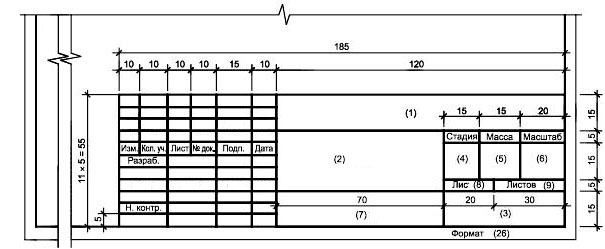 185
10 10 10 10 15 10 120
15 15 20
(1)
5 15 5 15
11 x 5 = 55
Изм. Кол. уч. Лист № док. Подп. Дата
Стадия Масса Масштаб
Разраб.
(2) (4) (5) (6)
Лис (8) Листов (9)
70 20 30
Н. контр.
(7) (3)
5
15
Формат (26)